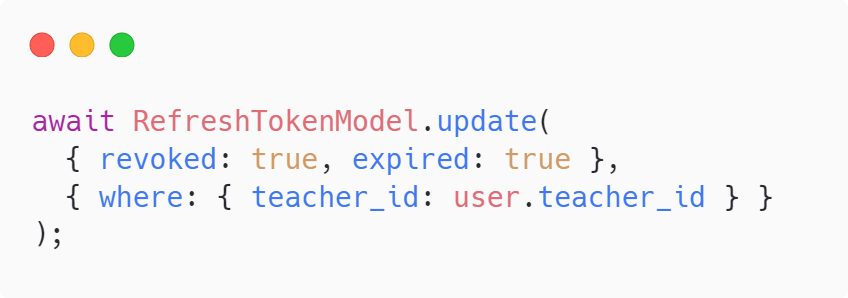 await RefreshTokenModel.update(
  { revoked: true, expired: true },
  { where: { teacher_id: user.teacher_id } }
);